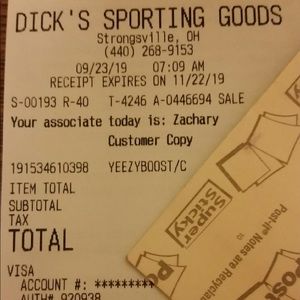 DICK'S SPORTING GOODS
Strongsville, OH
(440) 268-9153
09/23/19 07:09 AM
RECEIPT EXPIRES ON 11/22/19
S-00193 R-40 T-4246 A-0446694 SALE
Your associate today is: Zachary
Customer Copy
191534610398 YEEZYBOOST/C
ITEM TOTAL
SUBTOTAL
TAX
TOTAL
VISA
ACCOUNT #: *********
AUTH# 920938
Super
Sticky
Post-it® Notes are Recyclable